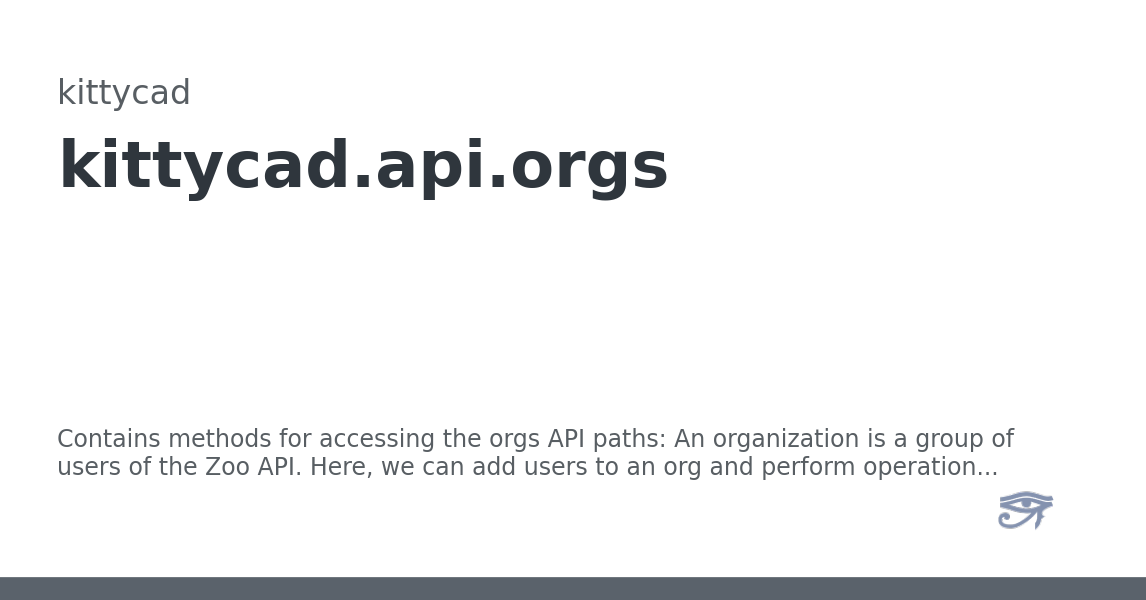 kittycad
kittycad.api.orgs
Contains methods for accessing the orgs API paths: An organization is a group of
users of the Zoo API. Here, we can add users to an org and perform operation...